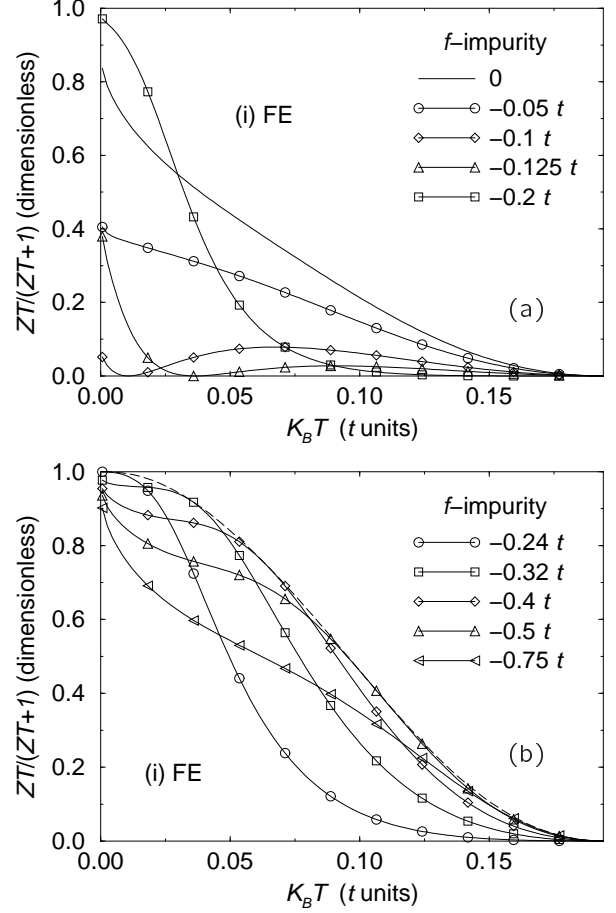 1.0
0.8
0.6
0.4
0.2
0.0
ZT/(ZT+1) (dimensionless)
f–impurity
0
−0.05 t
−0.1 t
−0.125 t
−0.2 t
(i) FE
(a)
0.00 0.05 0.10 0.15
K_BT (t units)
1.0
0.8
0.6
0.4
0.2
0.0
ZT/(ZT+1) (dimensionless)
f–impurity
−0.24 t
−0.32 t
−0.4 t
−0.5 t
−0.75 t
(i) FE
(b)
0.00 0.05 0.10 0.15
K_BT (t units)